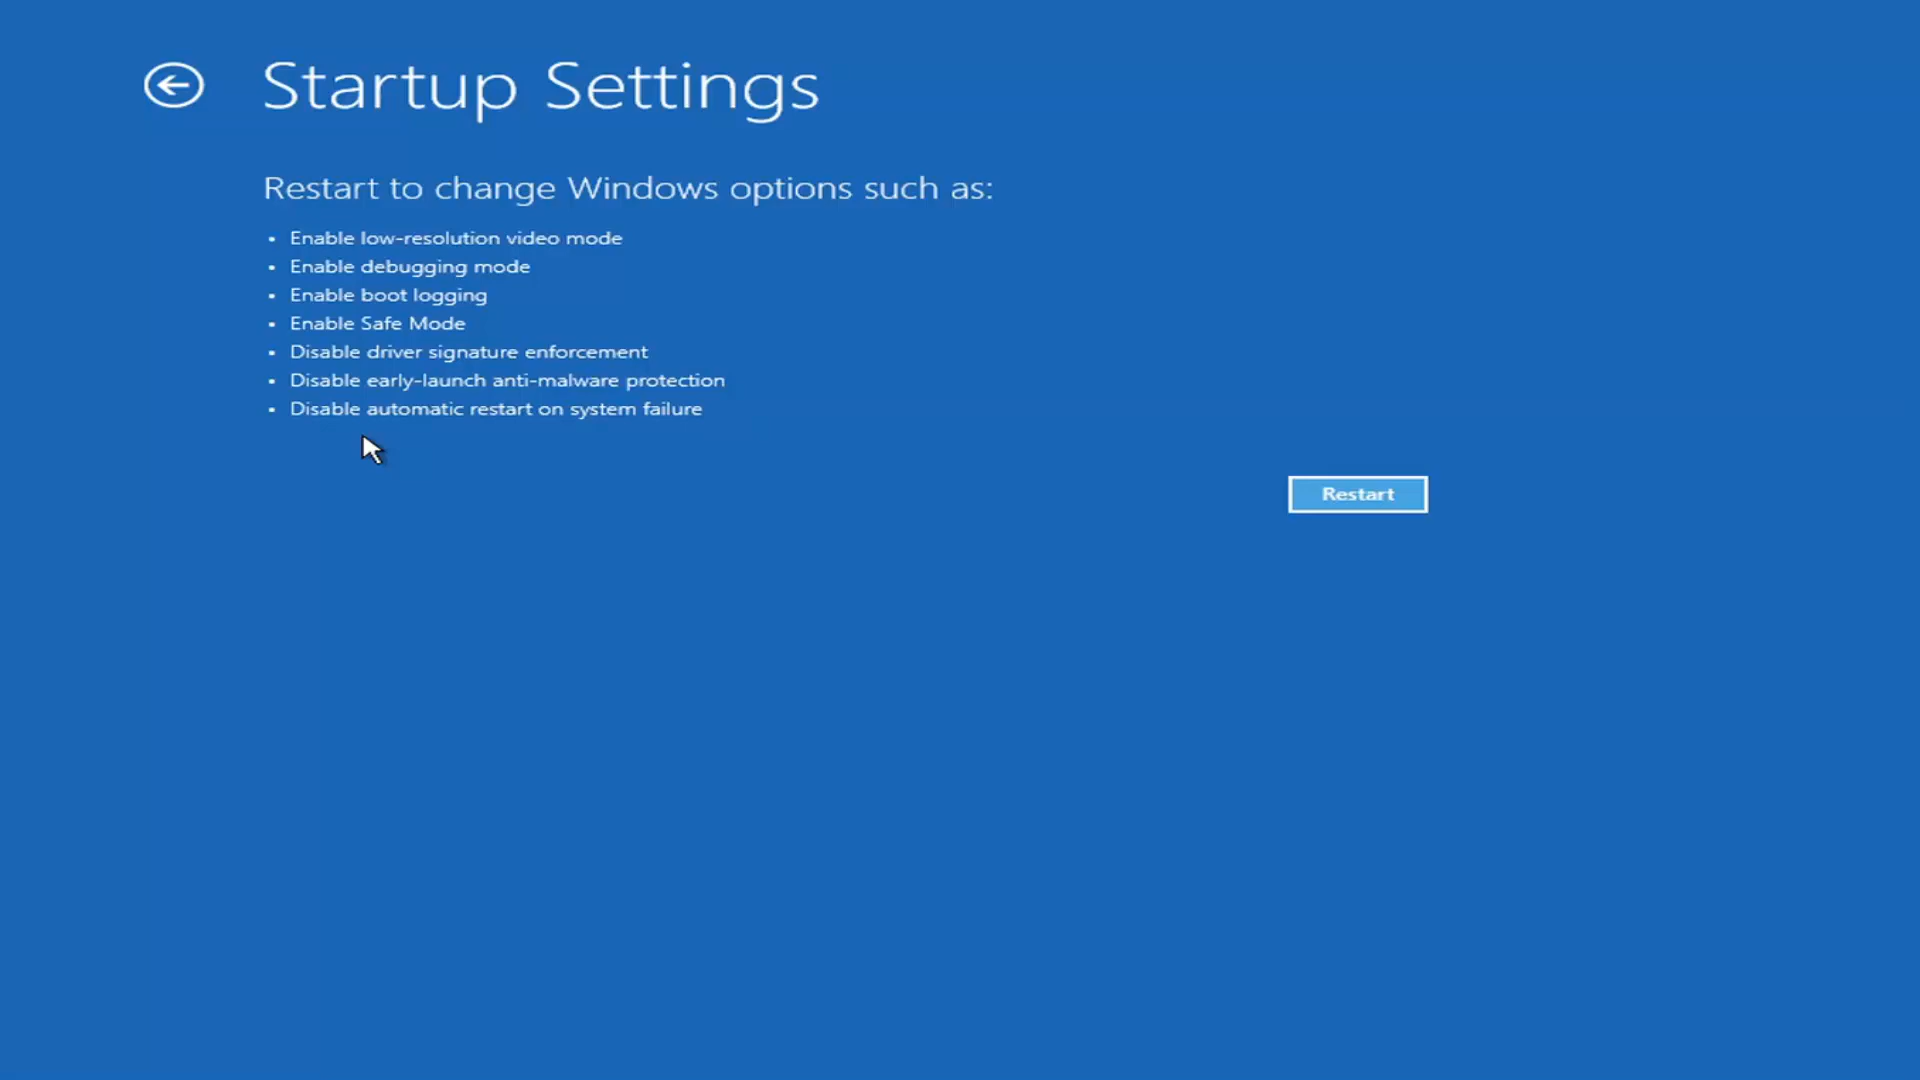 Startup Settings
Restart to change Windows options such as:
• Enable low-resolution video mode
• Enable debugging mode
• Enable boot logging
• Enable Safe Mode
• Disable driver signature enforcement
• Disable early-launch anti-malware protection
• Disable automatic restart on system failure
Restart